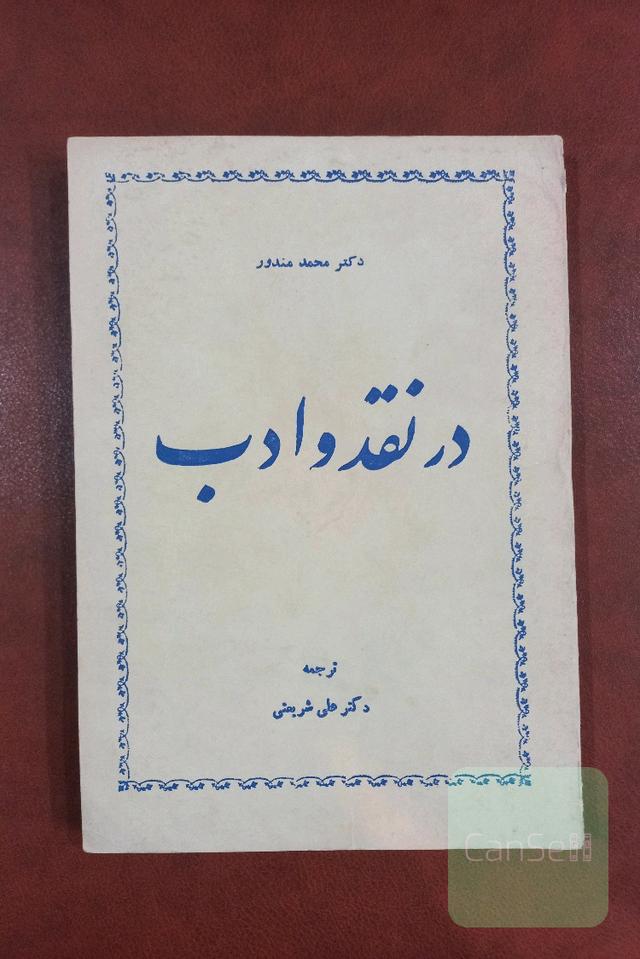 دکتر محمد مندور
در نقد و ادب
ترجمه
دکتر علی شریعتی
CanSell